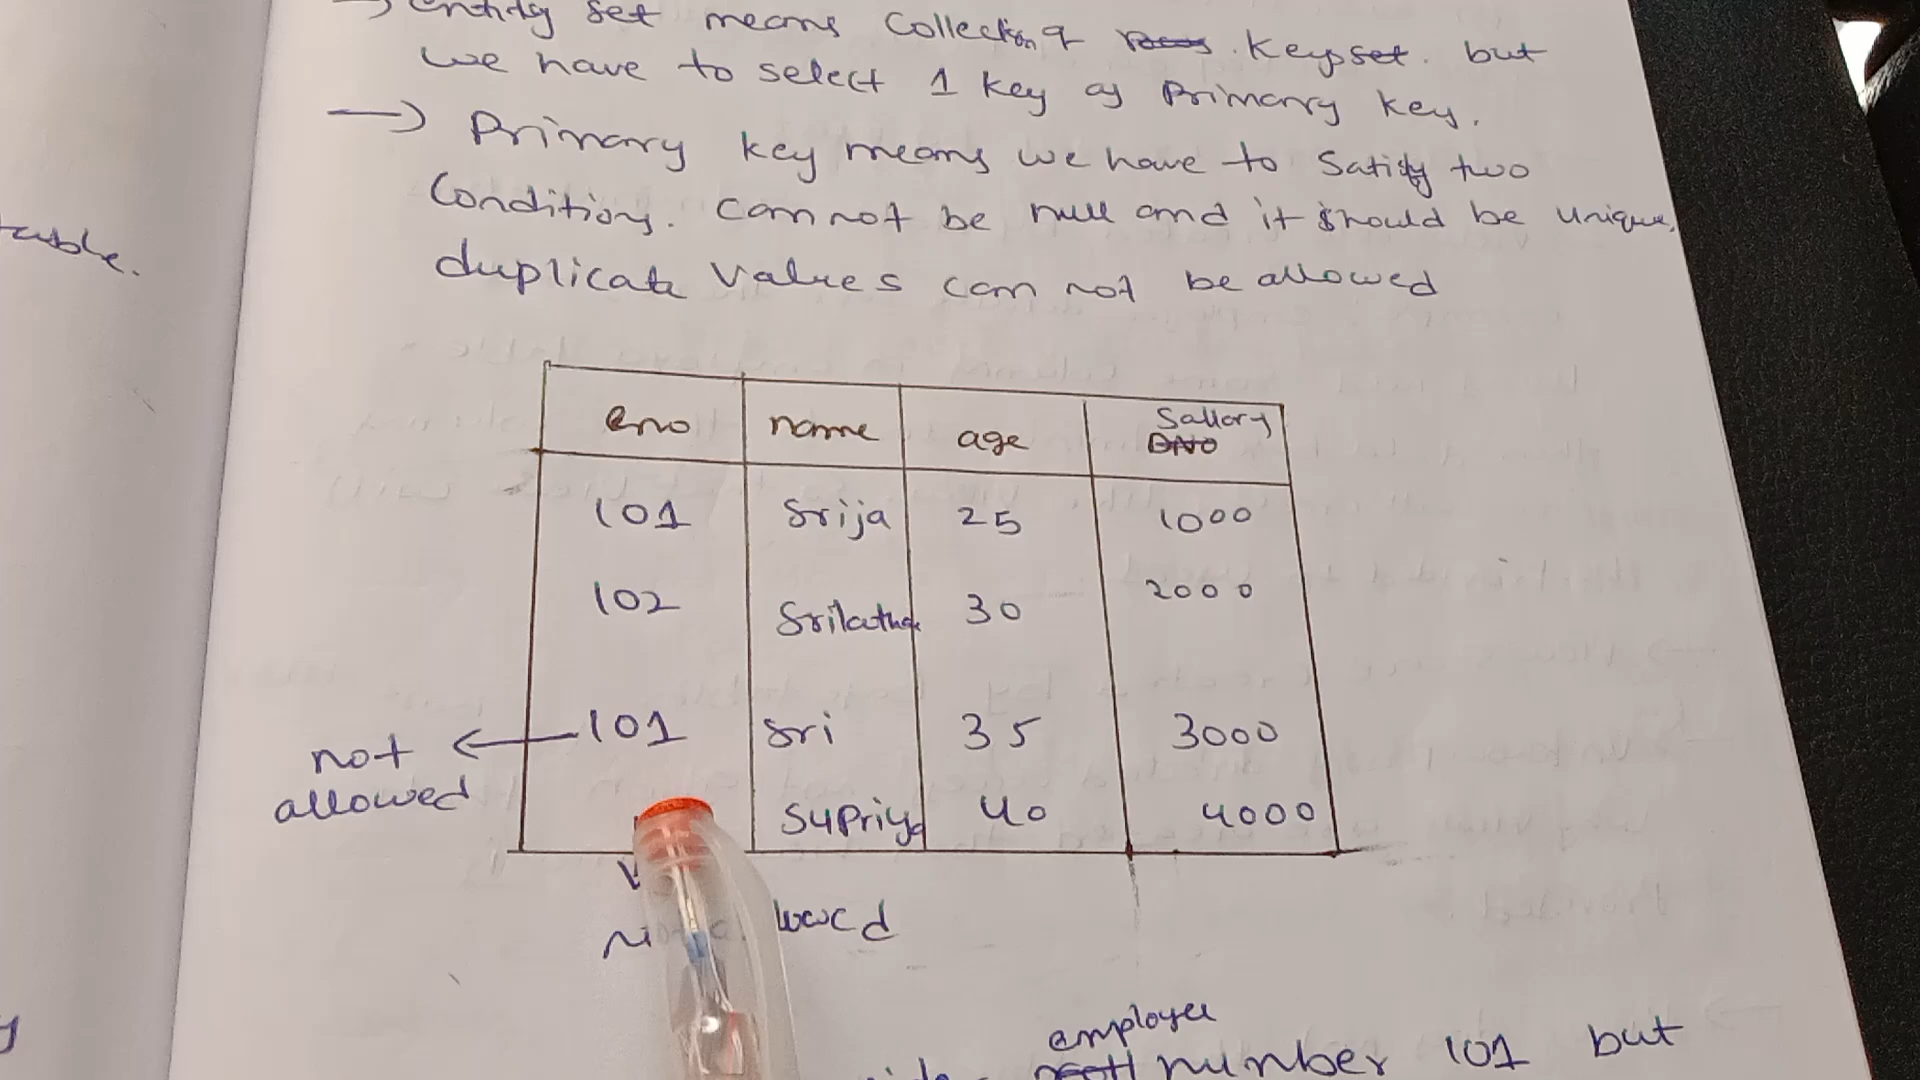 → entity set means Collection of Keyset. but
we have to select 1 key as Primary key.
→ Primary key means we have to Satify two
Conditions. can not be null and it should be unique.
duplicate values can not be allowed
table.
eno name age Sallary
DNO
101 Srija 25 1000
102 Srilatha 30 2000
not ← 101 Sri 35 3000
allowed
Supriya 40 4000
employee
number 101 but